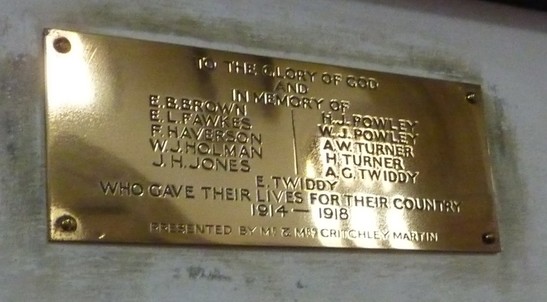 TO THE GLORY OF GOD
AND
IN MEMORY OF
E.B.BROWN
E.L.FAWKES
F.HAVERSON
W.J.HOLMAN
J.H.JONES
H.J.POWLEY
W.J.POWLEY
A.W.TURNER
H.TURNER
A.G.TWIDDY
E.TWIDDY
WHO GAVE THEIR LIVES FOR THEIR COUNTRY
1914 — 1918
PRESENTED BY MR & MRS CRITCHLEY MARTIN